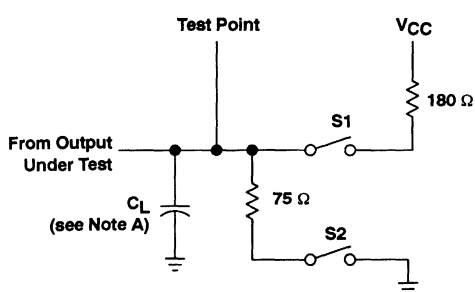 Test Point
VCC
180 Ω
S1
From Output
Under Test
CL
(see Note A)
75 Ω
S2